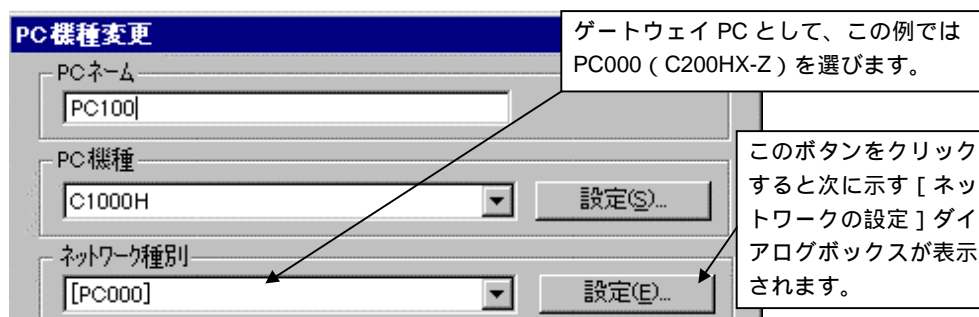 PC機種変更
ゲートウェイ PC として、この例では
PC000（C200HX-Z）を選びます。
PCネーム
PC100
PC機種
C1000H
設定(S)...
このボタンをクリック
すると次に示す［ネッ
トワークの設定］ダイ
アログボックスが表示
されます。
ネットワーク種別
[PC000]
設定(E)...